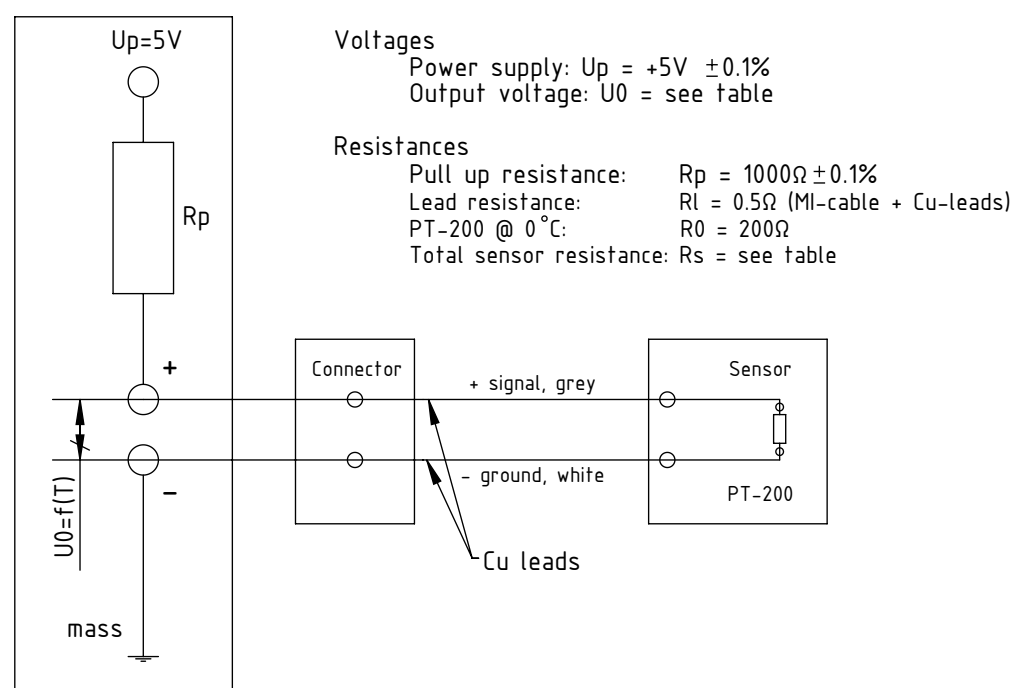 Up=5V
Voltages
Power supply: Up = +5V ±0.1%
Output voltage: U0 = see table
Resistances
Pull up resistance: Rp = 1000Ω±0.1%
Lead resistance: Rl = 0.5Ω (MI-cable + Cu-leads)
PT-200 @ 0°C: R0 = 200Ω
Total sensor resistance: Rs = see table
Rp
+
Connector
+ signal, grey
Sensor
- ground, white
-
PT-200
U0=f(T)
Cu leads
mass